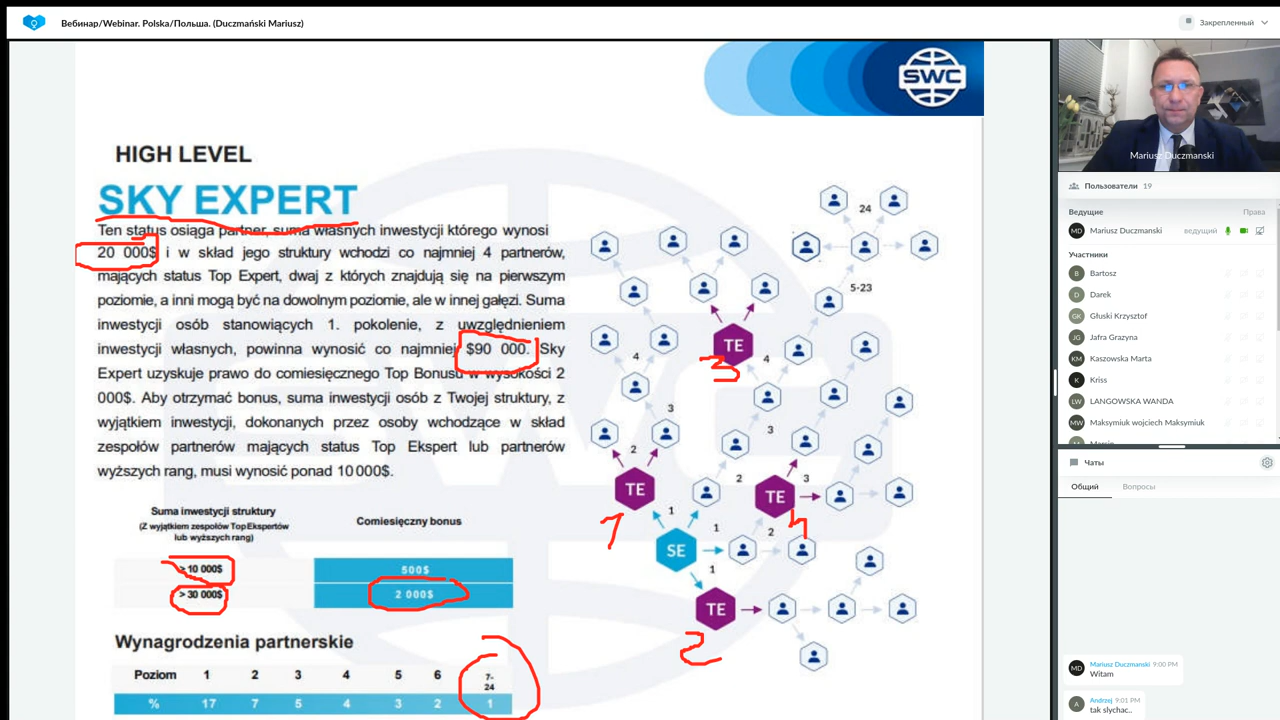 Вебинар/Webinar. Polska/Польша. (Duczmański Mariusz)
Закрепленный
SWC
HIGH LEVEL
SKY EXPERT
Ten status osiąga partner, suma własnych inwestycji którego wynosi
20 000$ i w skład jego struktury wchodzi co najmniej 4 partnerów,
mających status Top Expert, dwaj z których znajdują się na pierwszym
poziomie, a inni mogą być na dowolnym poziomie, ale w innej gałęzi. Suma
inwestycji osób stanowiących 1. pokolenie, z uwzględnieniem
inwestycji własnych, powinna wynosić co najmniej $90 000. Sky
Expert uzyskuje prawo do comiesięcznego Top Bonusu w wysokości 2
000$. Aby otrzymać bonus, suma inwestycji osób z Twojej struktury, z
wyjątkiem inwestycji, dokonanych przez osoby wchodzące w skład
zespołów partnerów mających status Top Ekspert lub partnerów
wyższych rang, musi wynosić ponad 10 000$.
Suma inwestycji struktury
(Z wyjątkiem zespołów Top Ekspertów
lub wyższych rang)
Comiesięczny bonus
> 10 000$
500$
> 30 000$
2 000$
Wynagrodzenia partnerskie
Poziom 1 2 3 4 5 6 7-
24
% 17 7 5 4 3 2 1
24
5-23
TE
3
4
4
3
3
2
TE
1
2
TE
3
4
1
1
2
SE
1
TE
2
Mariusz Duczmanski
Пользователи 19
Ведущие
Права
MD Mariusz Duczmanski ведущий
Участники
B Bartosz
D Darek
GK Głuski Krzysztof
JG Jafra Grazyna
KM Kaszowska Marta
K Kriss
LW LANGOWSKA WANDA
MW Maksymiuk wojciech Maksymiuk
Чаты
Общий
Вопросы
MD Mariusz Duczmanski 9:00 PM
Witam
A Andrzej 9:01 PM
tak slychac..